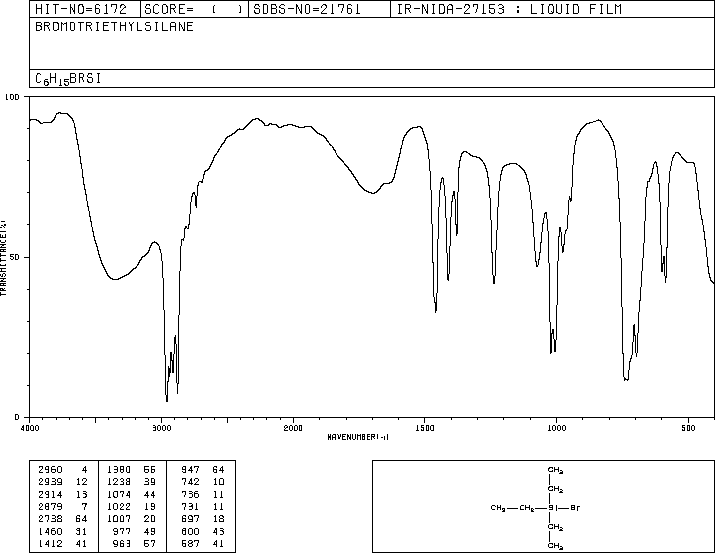 HIT-NO=6172 SCORE= ( ) SDBS-NO=21761 IR-NIDA-27153 : LIQUID FILM
BROMOTRIETHYLSILANE
C6H15BRSI
100
50
0
TRANSMITTANCE(%)
4000 3000 2000 1500 1000 500
WAVENUMBER(-1)
2960 4 1380 56 947 64
2939 12 1238 39 742 10
2914 13 1074 44 736 11
2879 7 1022 19 731 11
2738 64 1007 20 697 18
1460 31 977 49 600 43
1412 41 963 57 587 41
CH3
CH2
CH3 CH2 Si Br
CH2
CH3